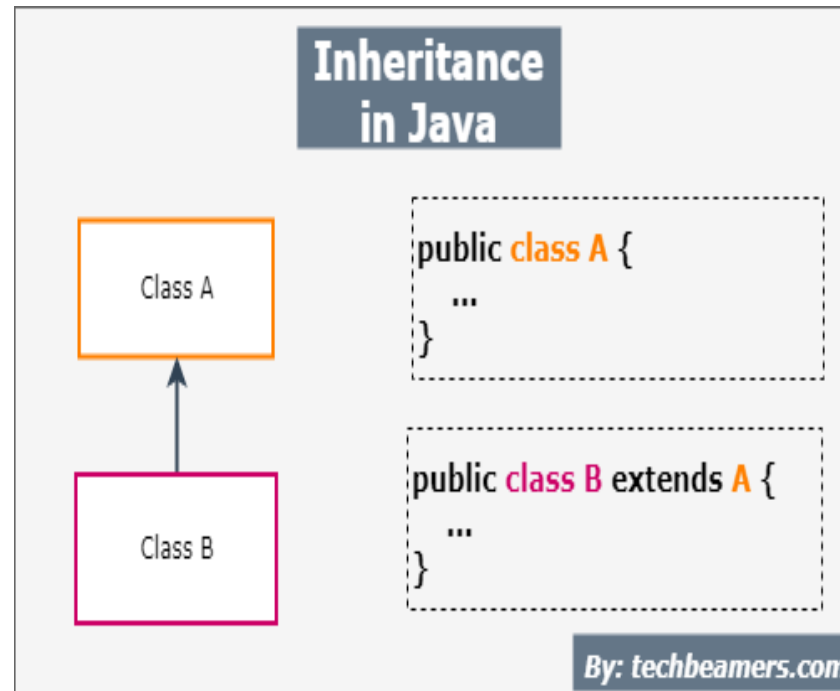 Inheritance
in Java
Class A
public class A {
...
}
Class B
public class B extends A {
...
}
By: techbeamers.com